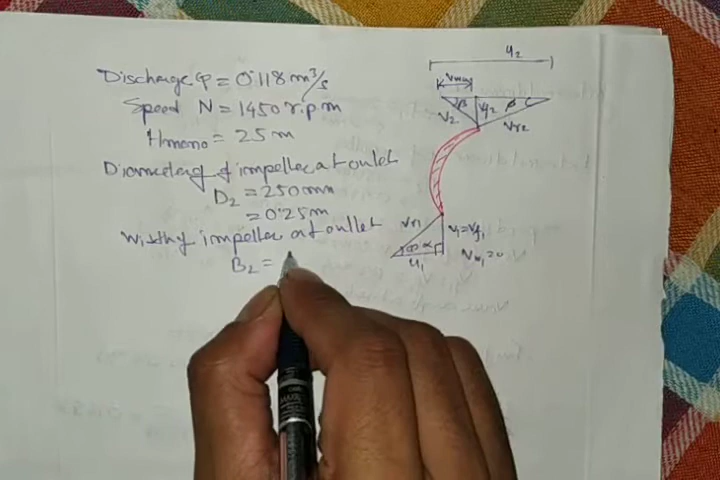 Discharge Q = 0.118 m³/s
Speed N = 1450 r.p.m
Hmano = 25 m
Diameter of impeller at outlet
D₂ = 250 mm
= 0.25 m
Width of impeller at outlet
B₂ =
u₂
Vw₂
β φ
V₂ Vf₂ Vr₂
Vr₁ V₁=Vf₁
θ α Vw₁=0
u₁